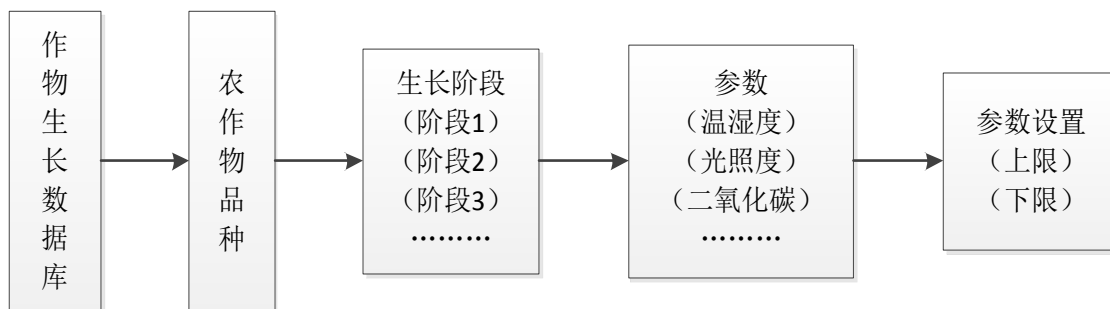 作物生长数据库
农作物品种
生长阶段
（阶段1）
（阶段2）
（阶段3）
………
参数
（温湿度）
（光照度）
（二氧化碳）
………
参数设置
（上限）
（下限）